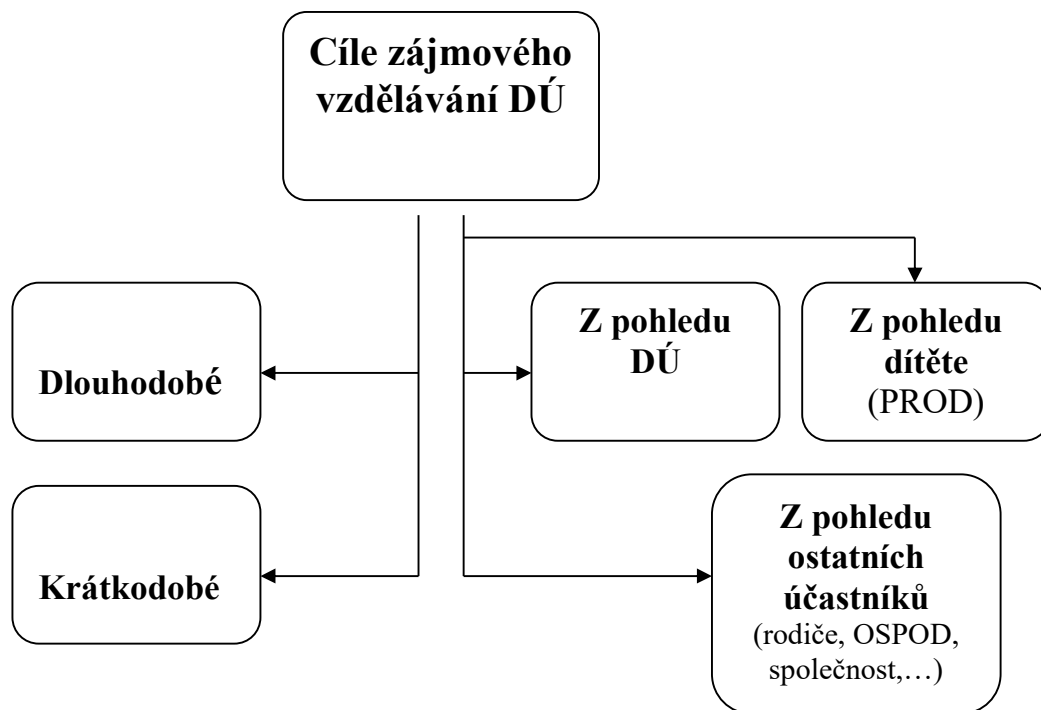 Cíle zájmového
vzdělávání DÚ
Dlouhodobé
Z pohledu
DÚ
Z pohledu
dítěte
(PROD)
Krátkodobé
Z pohledu
ostatních
účastníků
(rodiče, OSPOD,
společnost,…)